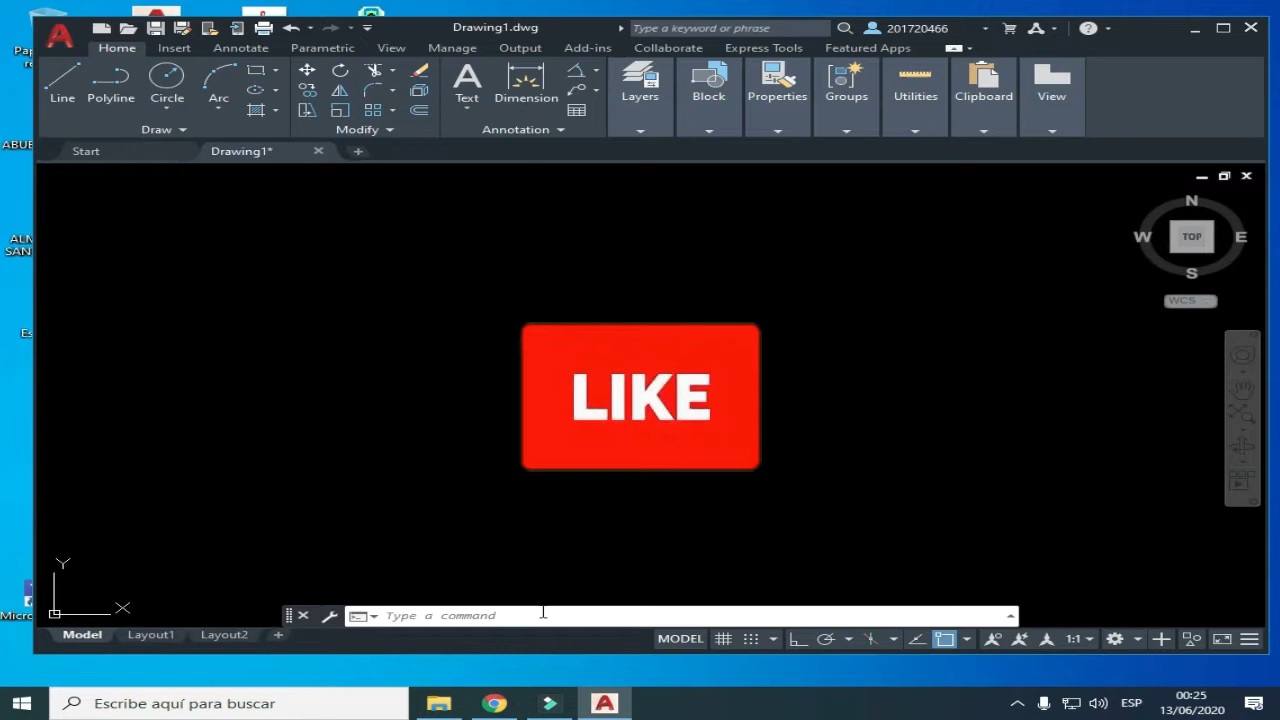 Drawing1.dwg
Type a keyword or phrase
201720466
Home Insert Annotate Parametric View Manage Output Add-ins Collaborate Express Tools Featured Apps
Line Polyline Circle Arc Text Dimension Layers Block Properties Groups Utilities Clipboard View
Draw Modify Annotation
Start Drawing1*
N
W TOP E
S
WCS
LIKE
Y
X
Type a command
Model Layout1 Layout2 MODEL 1:1
Escribe aquí para buscar
ESP
00:25
13/06/2020